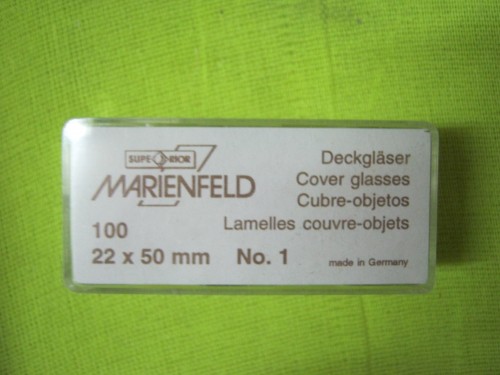 SUPERIOR
MARIENFELD
Deckgläser
Cover glasses
Cubre-objetos
Lamelles couvre-objets
100
22 x 50 mm No. 1
made in Germany